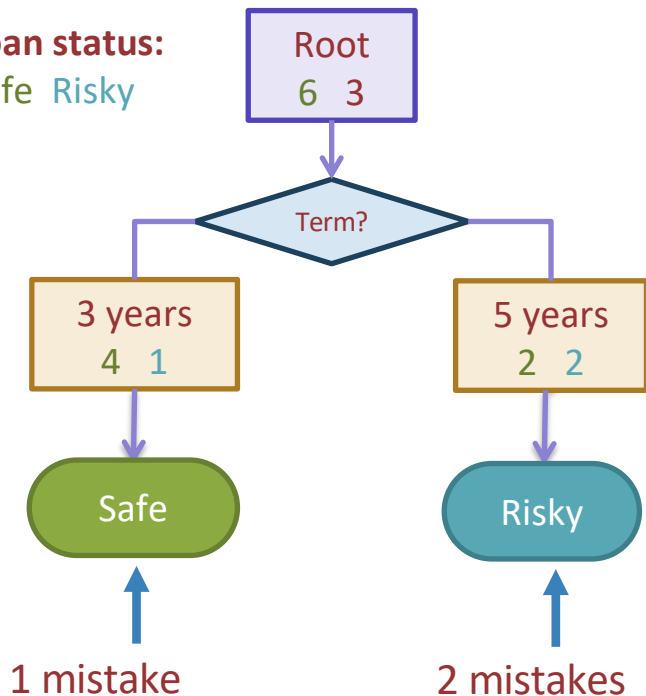 an status:
fe Risky
Root
6 3
Term?
3 years
4 1
5 years
2 2
Safe
Risky
1 mistake
2 mistakes